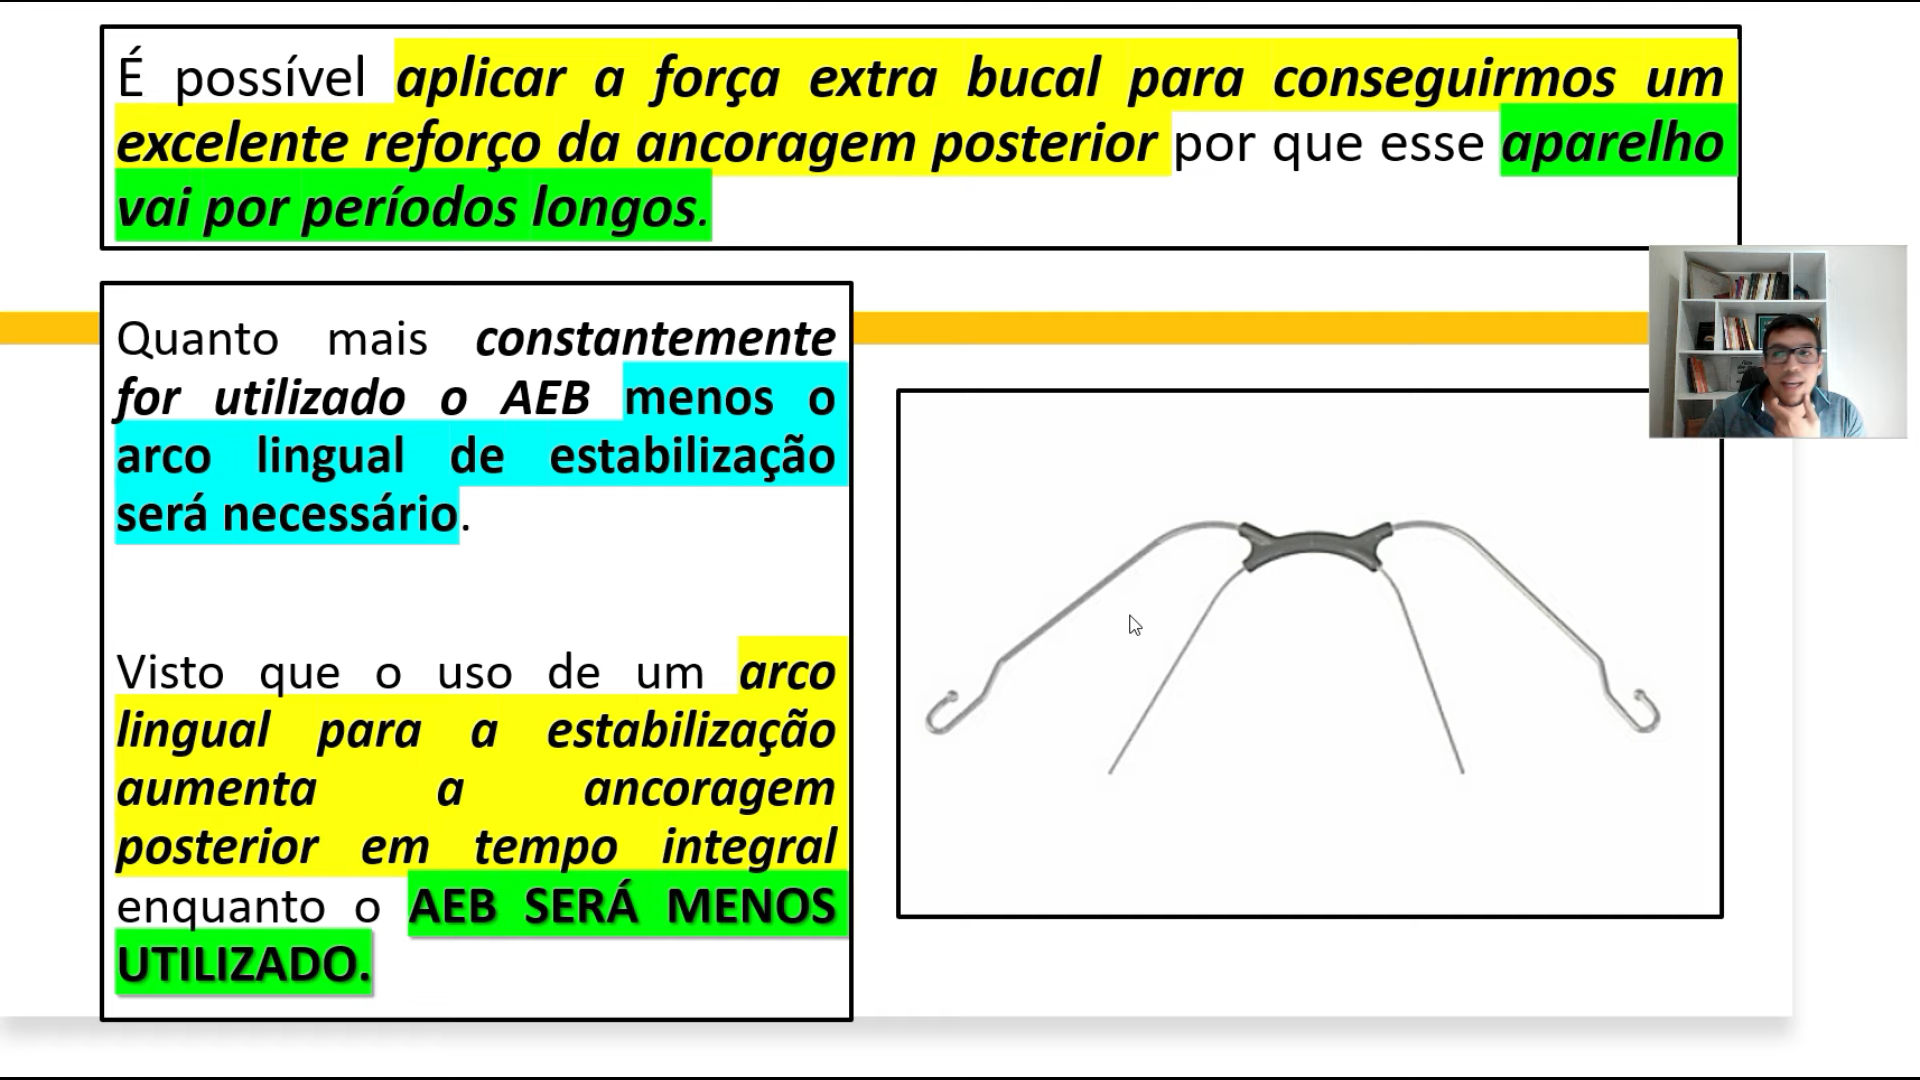 É possível aplicar a força extra bucal para conseguirmos um
excelente reforço da ancoragem posterior por que esse aparelho
vai por períodos longos.
Quanto mais constantemente
for utilizado o AEB menos o
arco lingual de estabilização
será necessário.
Visto que o uso de um arco
lingual para a estabilização
aumenta a ancoragem
posterior em tempo integral
enquanto o AEB SERÁ MENOS
UTILIZADO.